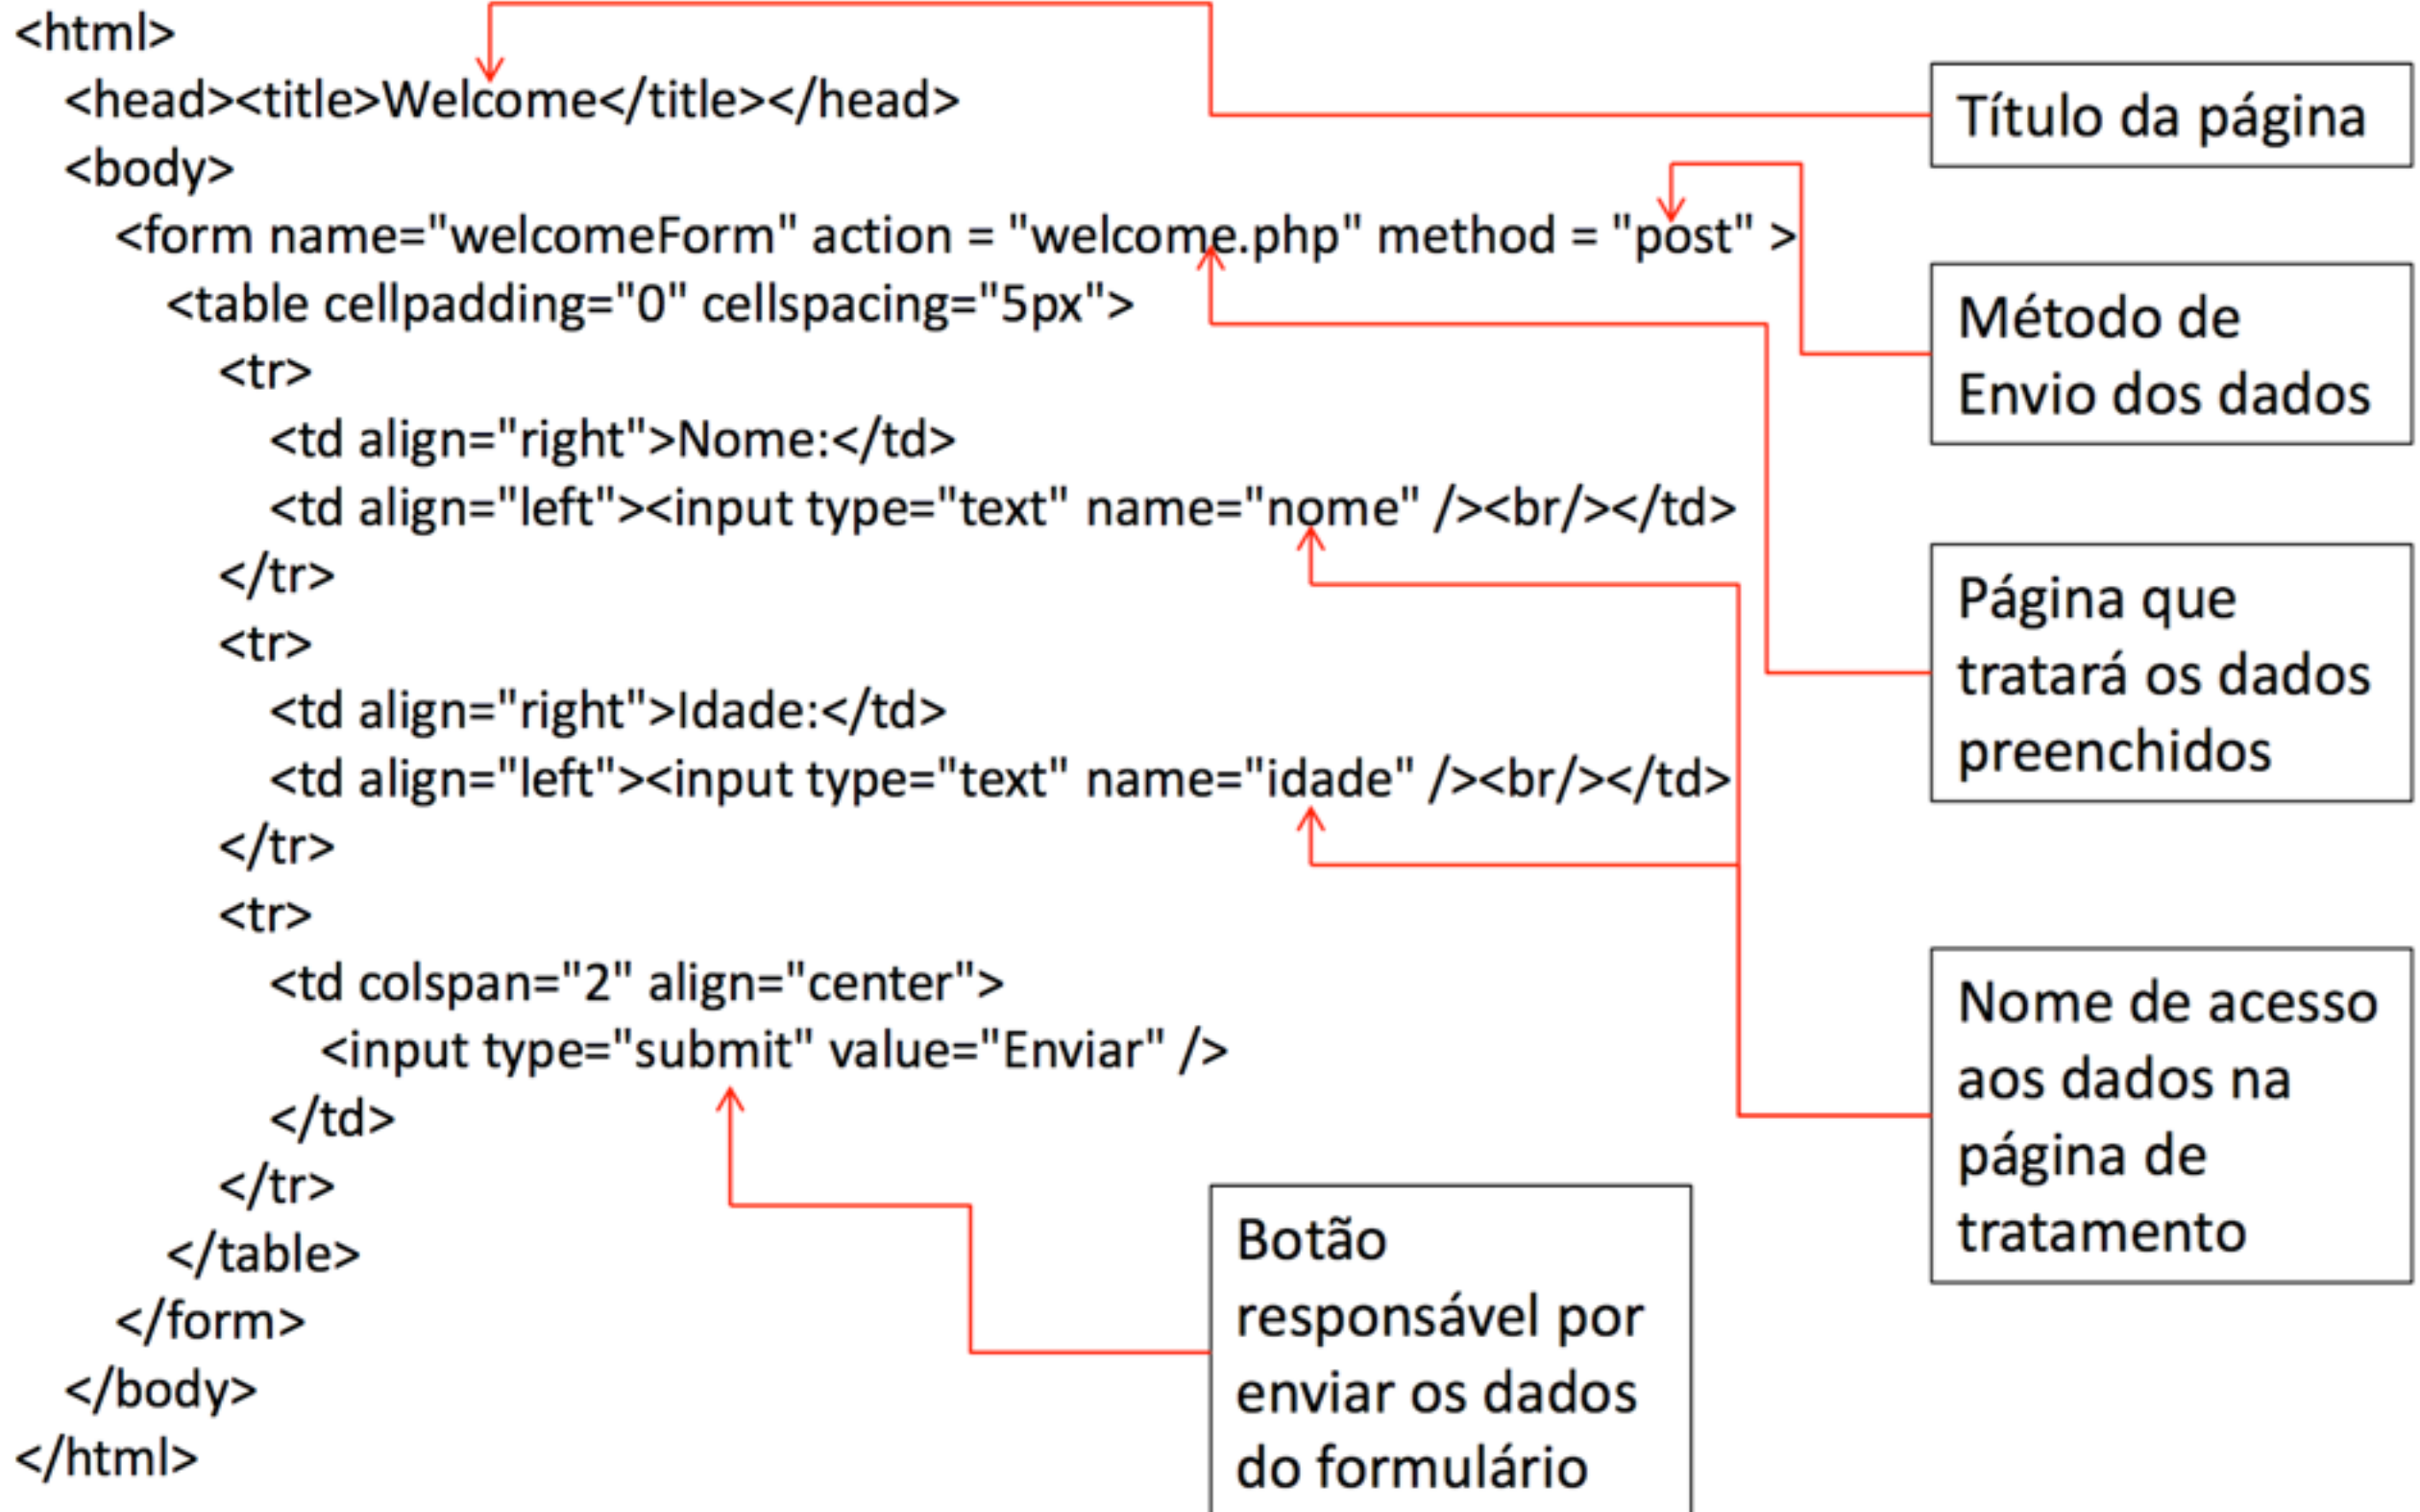 <html>
<head><title>Welcome</title></head>
<body>
<form name="welcomeForm" action = "welcome.php" method = "post" >
<table cellpadding="0" cellspacing="5px">
<tr>
<td align="right">Nome:</td>
<td align="left"><input type="text" name="nome" /><br/></td>
</tr>
<tr>
<td align="right">Idade:</td>
<td align="left"><input type="text" name="idade" /><br/></td>
</tr>
<tr>
<td colspan="2" align="center">
<input type="submit" value="Enviar" />
</td>
</tr>
</table>
</form>
</body>
</html>
Título da página
Método de
Envio dos dados
Página que
tratará os dados
preenchidos
Nome de acesso
aos dados na
página de
tratamento
Botão
responsável por
enviar os dados
do formulário